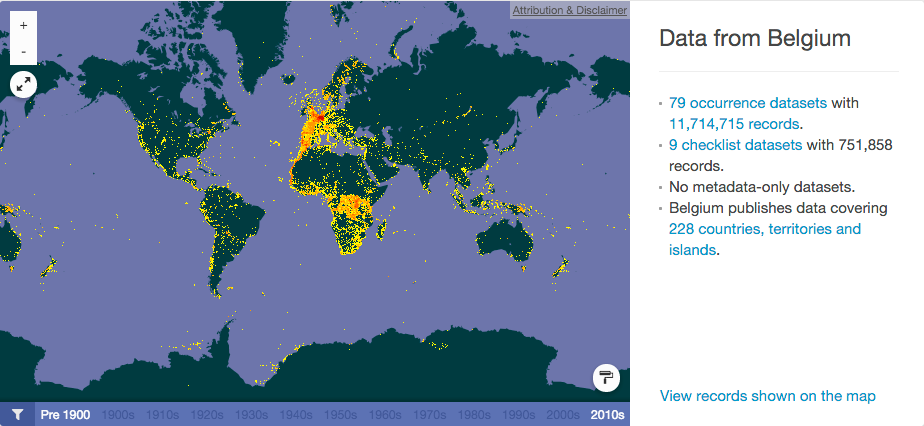 +
-
Attribution & Disclaimer
Pre 1900 1900s 1910s 1920s 1930s 1940s 1950s 1960s 1970s 1980s 1990s 2000s 2010s
Data from Belgium
79 occurrence datasets with
11,714,715 records.
9 checklist datasets with 751,858
records.
No metadata-only datasets.
Belgium publishes data covering
228 countries, territories and
islands.
View records shown on the map